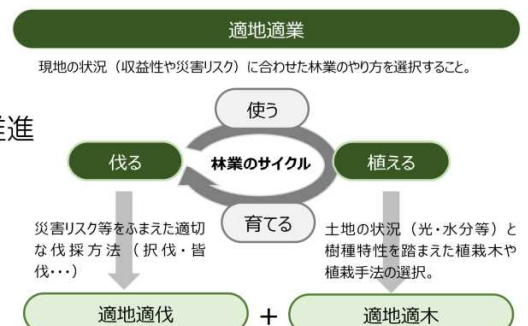 適地適業
現地の状況（収益性や災害リスク）に合わせた林業のやり方を選択すること。
推進
使う
伐る
林業のサイクル
植える
育てる
災害リスク等をふまえた適切
な伐採方法（択伐・皆
伐・・・）
土地の状況（光・水分等）と
樹種特性を踏まえた植栽木や
植栽手法の選択。
適地適伐
+
適地適木